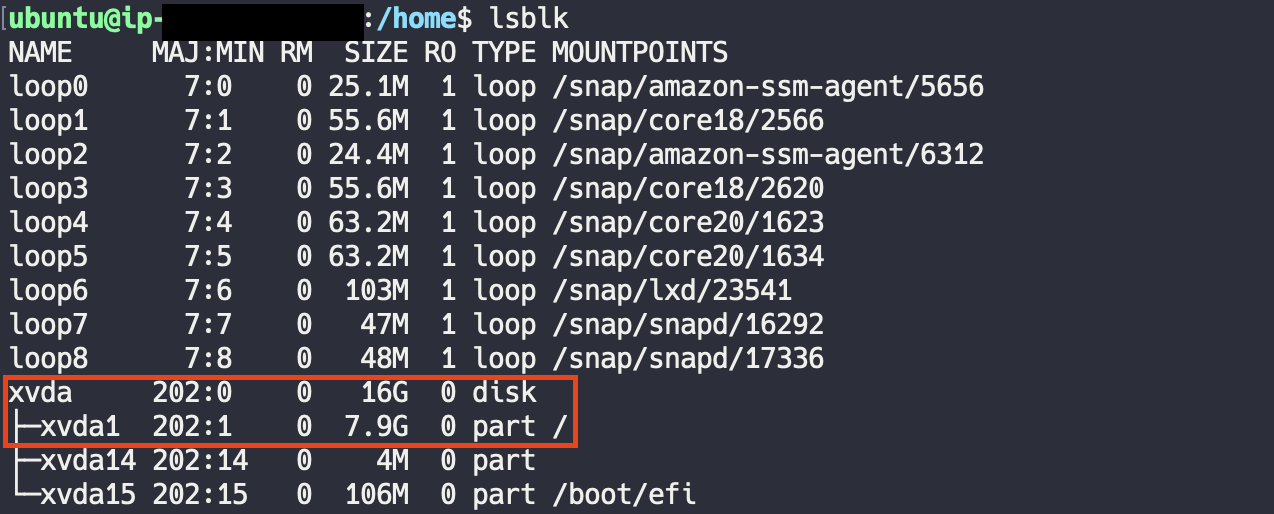 ubuntu@ip-:/home$ lsblk
NAME     MAJ:MIN RM   SIZE RO TYPE MOUNTPOINTS
loop0      7:0    0  25.1M  1 loop /snap/amazon-ssm-agent/5656
loop1      7:1    0  55.6M  1 loop /snap/core18/2566
loop2      7:2    0  24.4M  1 loop /snap/amazon-ssm-agent/6312
loop3      7:3    0  55.6M  1 loop /snap/core18/2620
loop4      7:4    0  63.2M  1 loop /snap/core20/1623
loop5      7:5    0  63.2M  1 loop /snap/core20/1634
loop6      7:6    0   103M  1 loop /snap/lxd/23541
loop7      7:7    0    47M  1 loop /snap/snapd/16292
loop8      7:8    0    48M  1 loop /snap/snapd/17336
xvda     202:0    0    16G  0 disk
├─xvda1  202:1    0   7.9G  0 part /
├─xvda14 202:14   0     4M  0 part
└─xvda15 202:15   0   106M  0 part /boot/efi